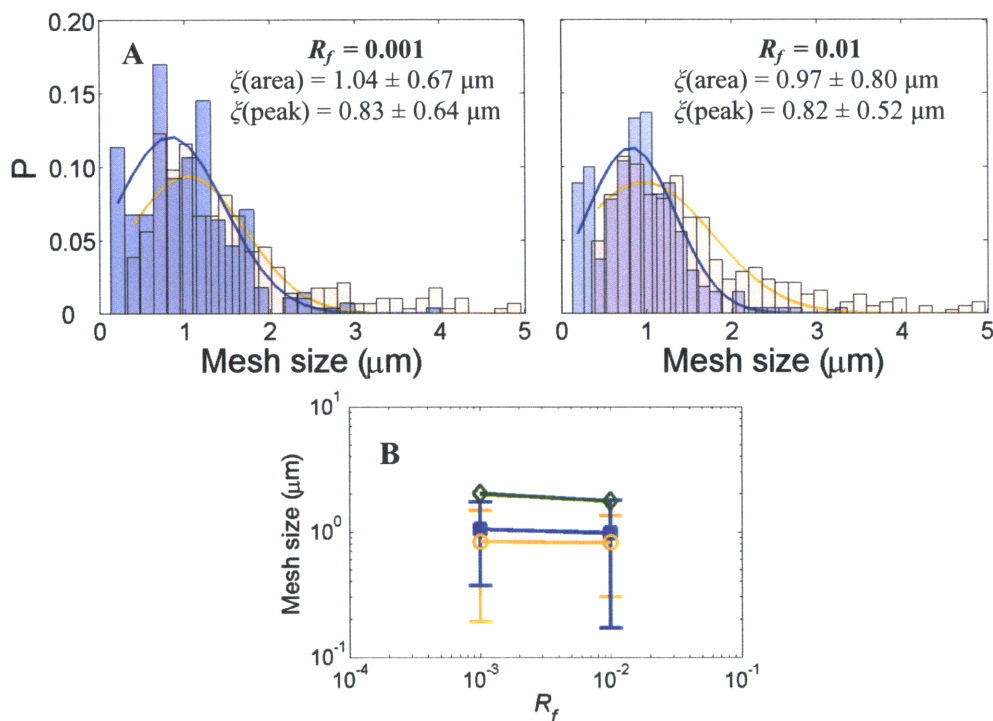 0.20
0.15
0.10
0.05
0
P
A
R_f = 0.001
ξ(area) = 1.04 ± 0.67 μm
ξ(peak) = 0.83 ± 0.64 μm
0 1 2 3 4 5
Mesh size (μm)
R_f = 0.01
ξ(area) = 0.97 ± 0.80 μm
ξ(peak) = 0.82 ± 0.52 μm
0 1 2 3 4 5
Mesh size (μm)
B
10^1
10^0
10^-1
Mesh size (μm)
10^-4 10^-3 10^-2 10^-1
R_f